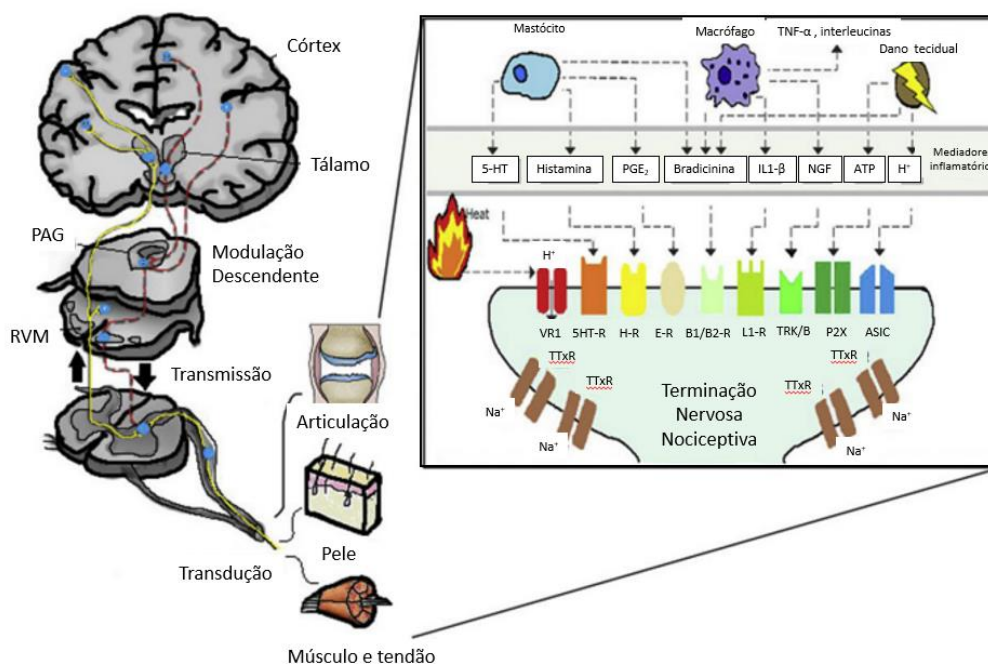 Córtex
Tálamo
PAG
Modulação
Descendente
RVM
Transmissão
Articulação
Pele
Transdução
Músculo e tendão
Mastócito
Macrófago
TNF-α , interleucinas
Dano tecidual
5-HT
Histamina
PGE₂
Bradicinina
IL1-β
NGF
ATP
H⁺
Mediadore
inflamatório
Heat
H⁺
VR1
5HT-R
H-R
E-R
B1/B2-R
L1-R
TRK/B
P2X
ASIC
TTxR
TTxR
TTxR
TTxR
Terminação
Nervosa
Nociceptiva
Na⁺
Na⁺
Na⁺
Na⁺